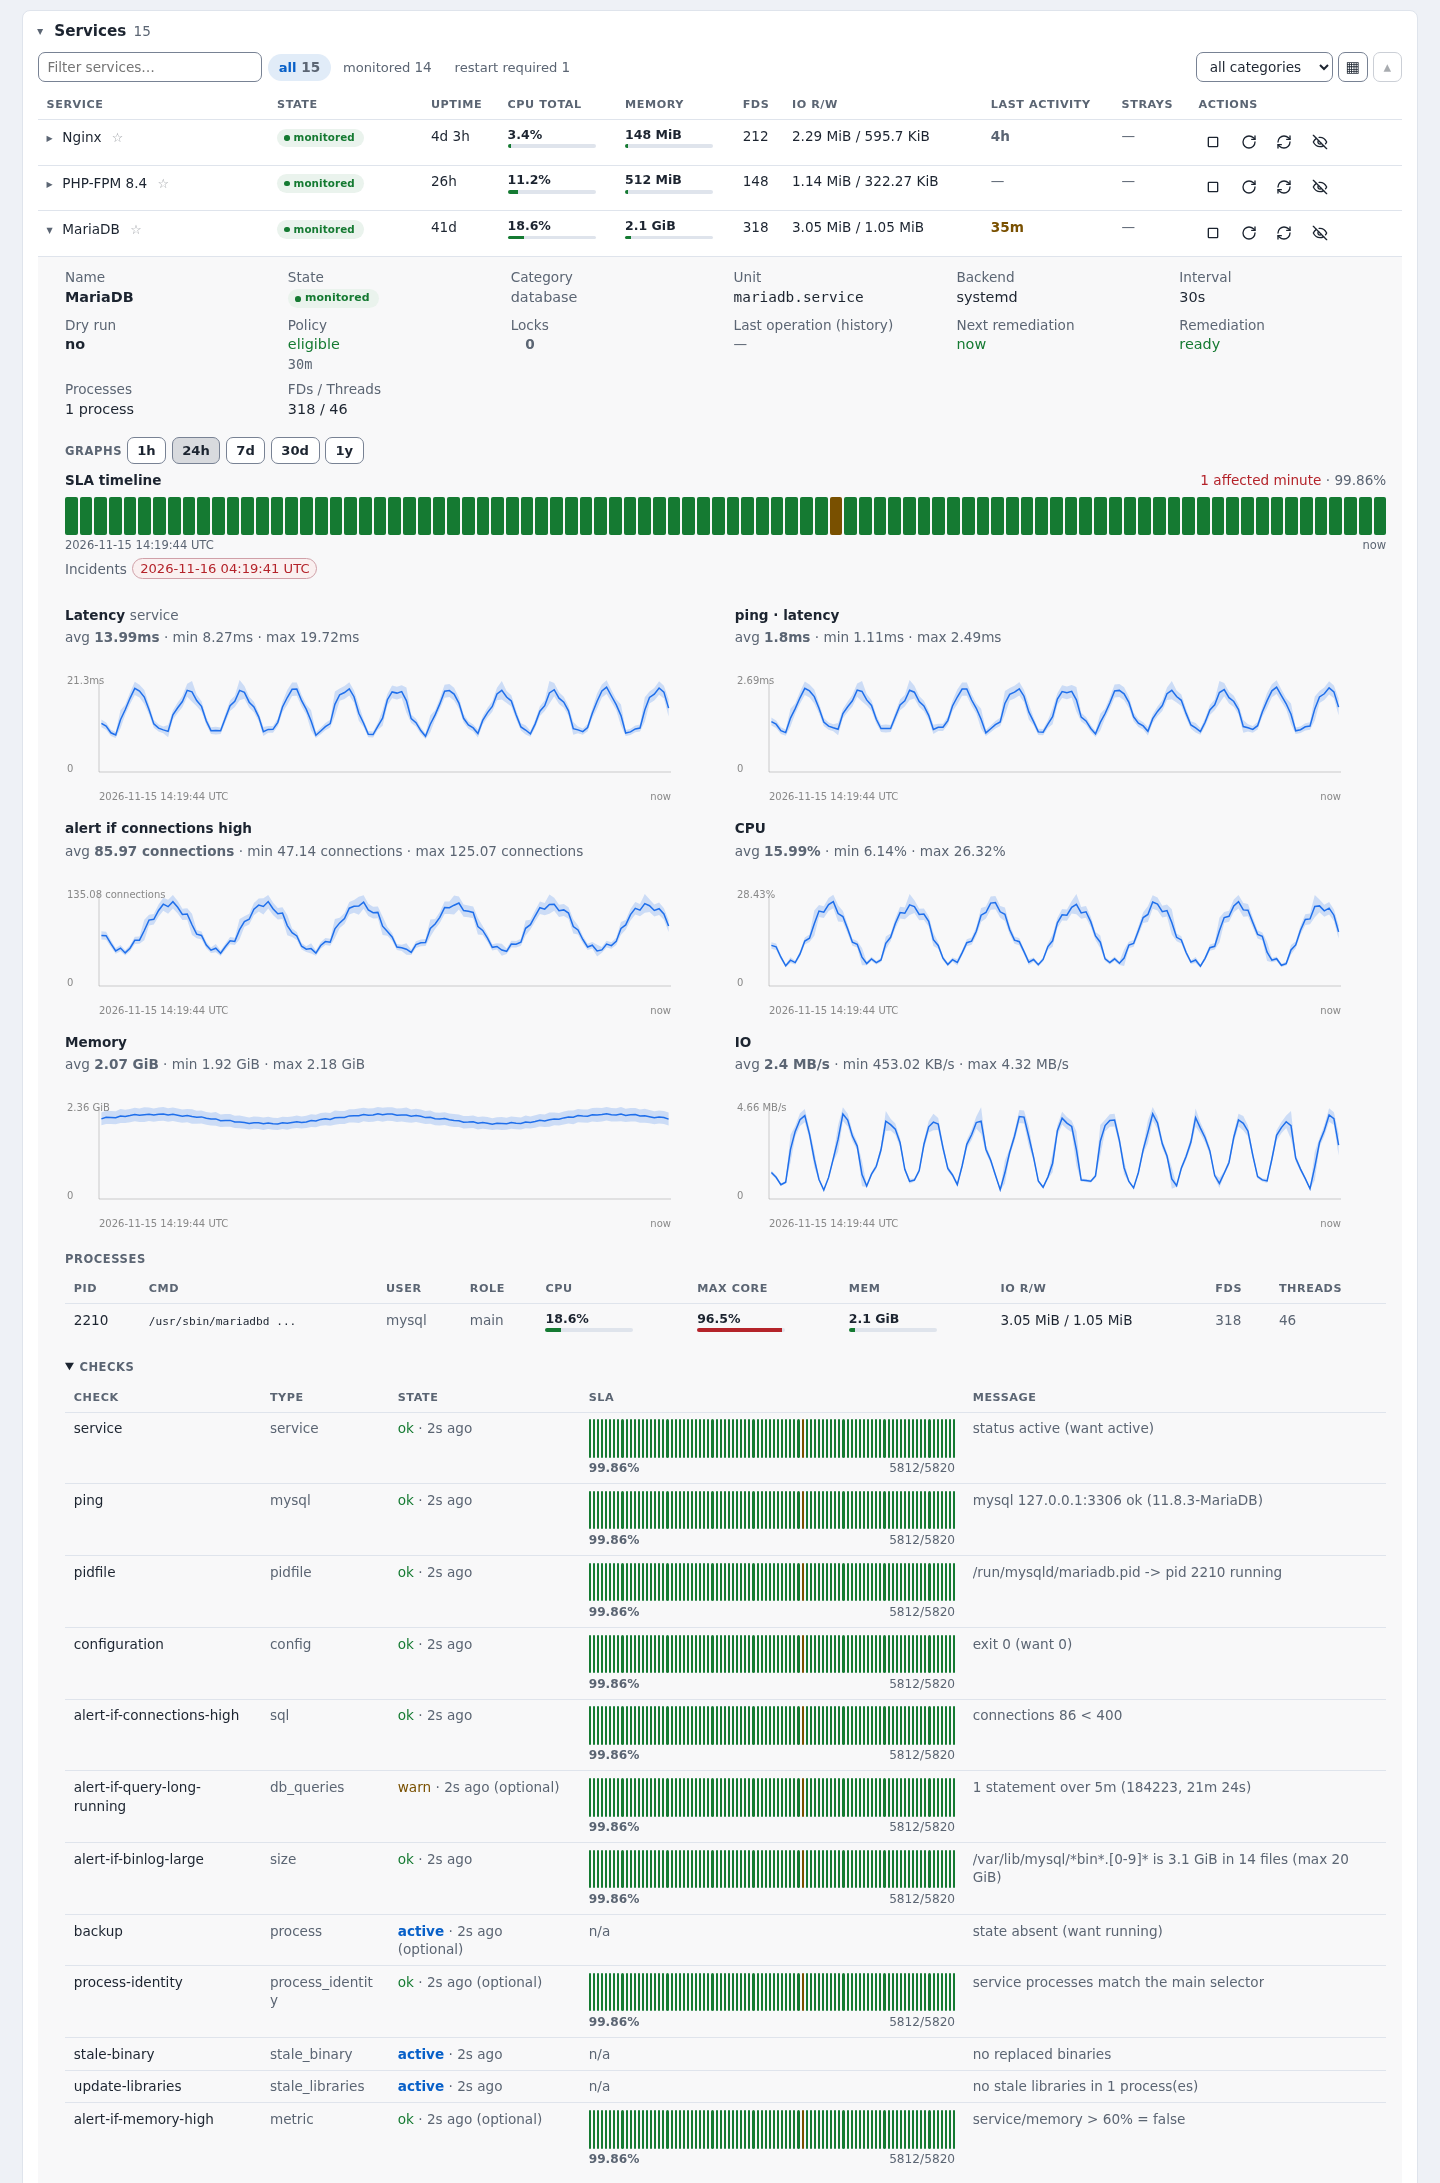 ▾ Services 15
Filter services... all 15 monitored 14 restart required 1 all categories
SERVICE STATE UPTIME CPU TOTAL MEMORY FDS IO R/W LAST ACTIVITY STRAYS ACTIONS
▸ Nginx ☆ monitored 4d 3h 3.4% 148 MiB 212 2.29 MiB / 595.7 KiB 4h —
▸ PHP-FPM 8.4 ☆ monitored 26h 11.2% 512 MiB 148 1.14 MiB / 322.27 KiB — —
▾ MariaDB ☆ monitored 41d 18.6% 2.1 GiB 318 3.05 MiB / 1.05 MiB 35m —
Name State Category Unit Backend Interval
MariaDB monitored database mariadb.service systemd 30s
Dry run Policy Locks Last operation (history) Next remediation Remediation
no eligible 0 — now ready
30m
Processes FDs / Threads
1 process 318 / 46
GRAPHS 1h 24h 7d 30d 1y
SLA timeline 1 affected minute · 99.86%
2026-11-15 14:19:44 UTC now
Incidents 2026-11-16 04:19:41 UTC
Latency service
avg 13.99ms · min 8.27ms · max 19.72ms
21.3ms
0
2026-11-15 14:19:44 UTC now
ping · latency
avg 1.8ms · min 1.11ms · max 2.49ms
2.69ms
0
2026-11-15 14:19:44 UTC now
alert if connections high
avg 85.97 connections · min 47.14 connections · max 125.07 connections
135.08 connections
0
2026-11-15 14:19:44 UTC now
CPU
avg 15.99% · min 6.14% · max 26.32%
28.43%
0
2026-11-15 14:19:44 UTC now
Memory
avg 2.07 GiB · min 1.92 GiB · max 2.18 GiB
2.36 GiB
0
2026-11-15 14:19:44 UTC now
IO
avg 2.4 MB/s · min 453.02 KB/s · max 4.32 MB/s
4.66 MB/s
0
2026-11-15 14:19:44 UTC now
PROCESSES
PID CMD USER ROLE CPU MAX CORE MEM IO R/W FDS THREADS
2210 /usr/sbin/mariadbd ... mysql main 18.6% 96.5% 2.1 GiB 3.05 MiB / 1.05 MiB 318 46
▼ CHECKS
CHECK TYPE STATE SLA MESSAGE
service service ok · 2s ago status active (want active)
99.86% 5812/5820
ping mysql ok · 2s ago mysql 127.0.0.1:3306 ok (11.8.3-MariaDB)
99.86% 5812/5820
pidfile pidfile ok · 2s ago /run/mysqld/mariadb.pid -> pid 2210 running
99.86% 5812/5820
configuration config ok · 2s ago exit 0 (want 0)
99.86% 5812/5820
alert-if-connections-high sql ok · 2s ago connections 86 < 400
99.86% 5812/5820
alert-if-query-long- db_queries warn · 2s ago (optional) 1 statement over 5m (184223, 21m 24s)
running
99.86% 5812/5820
alert-if-binlog-large size ok · 2s ago /var/lib/mysql/*bin*.[0-9]* is 3.1 GiB in 14 files (max 20
GiB)
99.86% 5812/5820
backup process active · 2s ago n/a state absent (want running)
(optional)
process-identity process_identit ok · 2s ago (optional) service processes match the main selector
y
99.86% 5812/5820
stale-binary stale_binary active · 2s ago n/a no replaced binaries
update-libraries stale_libraries active · 2s ago n/a no stale libraries in 1 process(es)
alert-if-memory-high metric ok · 2s ago (optional) service/memory > 60% = false
99.86% 5812/5820